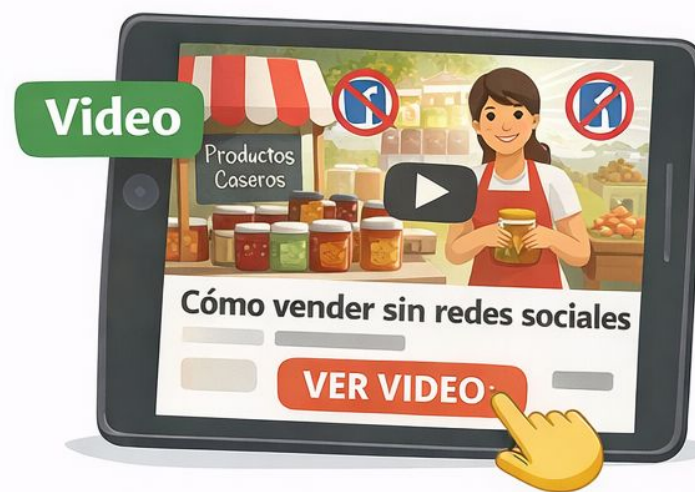 Video
Productos
Caseros
Cómo vender sin redes sociales
VER VIDEO